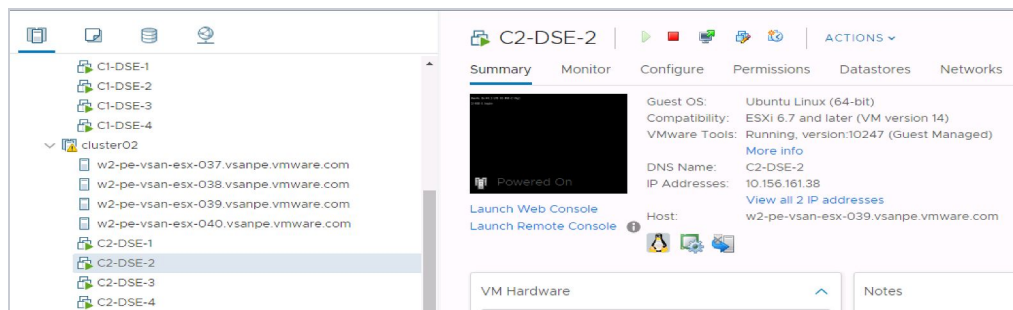 C1-DSE-1
C1-DSE-2
C1-DSE-3
C1-DSE-4
cluster02
w2-pe-vsan-esx-037.vsanpe.vmware.com
w2-pe-vsan-esx-038.vsanpe.vmware.com
w2-pe-vsan-esx-039.vsanpe.vmware.com
w2-pe-vsan-esx-040.vsanpe.vmware.com
C2-DSE-1
C2-DSE-2
C2-DSE-3
C2-DSE-4
C2-DSE-2 ACTIONS
Summary Monitor Configure Permissions Datastores Networks
Powered On
Launch Web Console
Launch Remote Console
Guest OS: Ubuntu Linux (64-bit)
Compatibility: ESXi 6.7 and later (VM version 14)
VMware Tools: Running, version:10247 (Guest Managed)
More info
DNS Name: C2-DSE-2
IP Addresses: 10.156.161.38
View all 2 IP addresses
Host: w2-pe-vsan-esx-039.vsanpe.vmware.com
VM Hardware
Notes